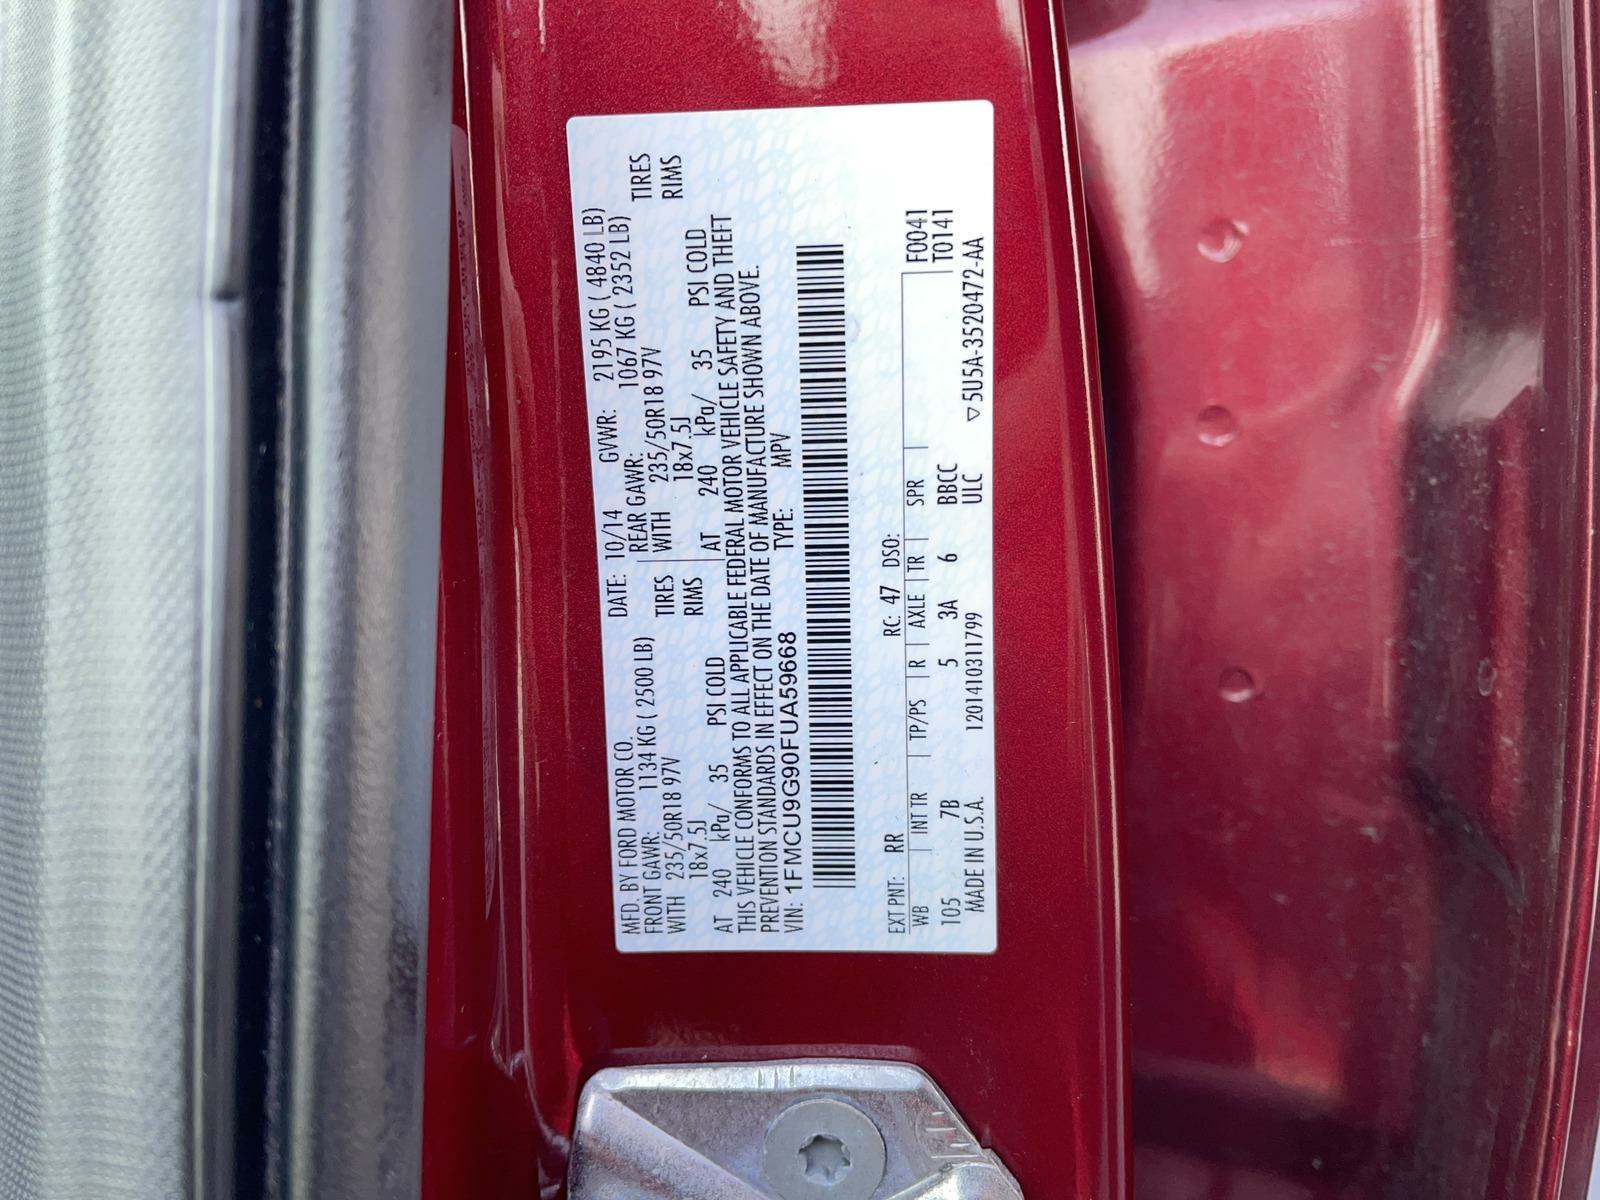 MFD. BY FORD MOTOR CO.
DATE: 10/14 GVWR: 2195 KG ( 4840 LB)
FRONT GAWR: 1134 KG ( 2500 LB) REAR GAWR: 1067 KG ( 2352 LB)
WITH 235/50R18 97V TIRES WITH 235/50R18 97V TIRES
18x7.5J RIMS 18x7.5J RIMS
AT 240 kPa/ 35 PSI COLD AT 240 kPa/ 35 PSI COLD
THIS VEHICLE CONFORMS TO ALL APPLICABLE FEDERAL MOTOR VEHICLE SAFETY AND THEFT
PREVENTION STANDARDS IN EFFECT ON THE DATE OF MANUFACTURE SHOWN ABOVE.
VIN: 1FMCU9G90FUA59668 TYPE: MPV
EXT PNT: RR RC: 47 DSO: F0041
WB INT TR TP/PS R AXLE TR SPR T0141
105 7B 5 3A 6 BBCC
MADE IN U.S.A. 1201410311799 ULC ▽5U5A-3520472-AA